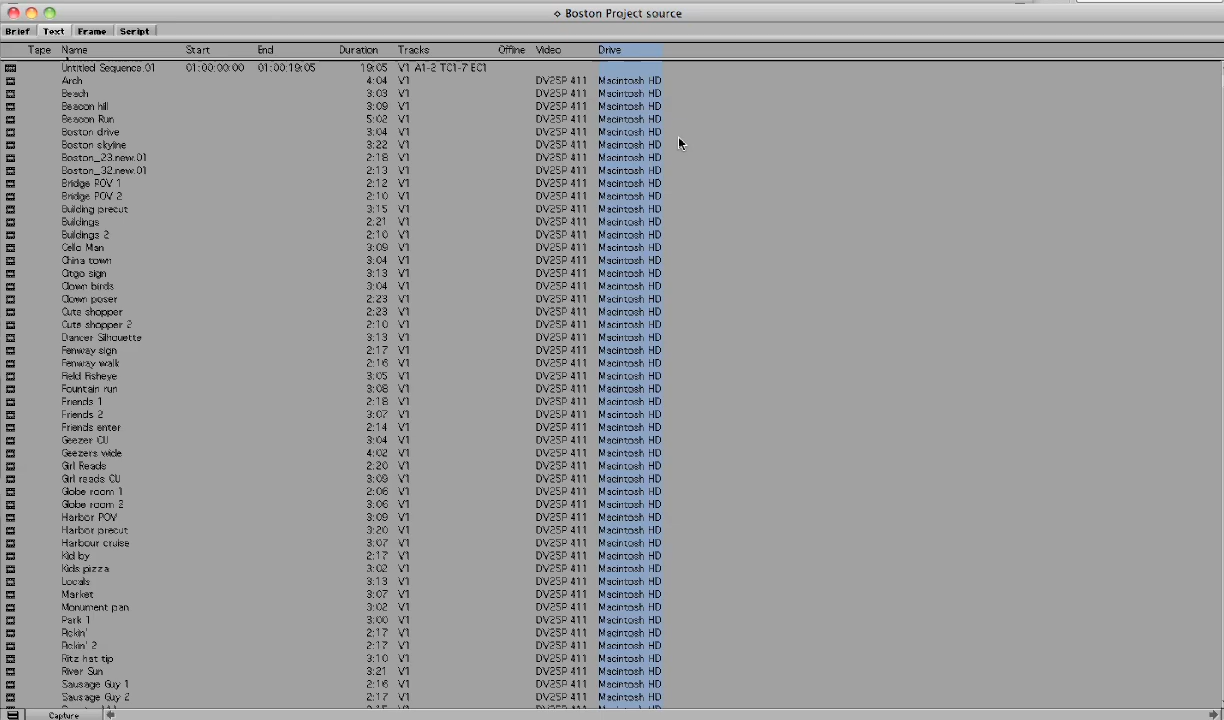 ◇ Boston Project source
Brief Text Frame Script
Tape Name Start End Duration Tracks Offline Video Drive
Untitled Sequence.01 01:00:00:00 01:00:19:05 19:05 V1 A1-2 TC1-7 EC1
Arch 4:04 V1 DV25P 411 Macintosh HD
Beach 3:03 V1 DV25P 411 Macintosh HD
Beacon hill 3:09 V1 DV25P 411 Macintosh HD
Beacon Run 5:02 V1 DV25P 411 Macintosh HD
Boston drive 3:04 V1 DV25P 411 Macintosh HD
Boston skyline 3:22 V1 DV25P 411 Macintosh HD
Boston_23.new.01 2:18 V1 DV25P 411 Macintosh HD
Boston_32.new.01 2:13 V1 DV25P 411 Macintosh HD
Bridge POV 1 2:12 V1 DV25P 411 Macintosh HD
Bridge POV 2 2:10 V1 DV25P 411 Macintosh HD
Building precut 3:15 V1 DV25P 411 Macintosh HD
Buildings 2:21 V1 DV25P 411 Macintosh HD
Buildings 2 2:10 V1 DV25P 411 Macintosh HD
Cello Man 3:09 V1 DV25P 411 Macintosh HD
China town 3:04 V1 DV25P 411 Macintosh HD
Citgo sign 3:13 V1 DV25P 411 Macintosh HD
Clown birds 3:04 V1 DV25P 411 Macintosh HD
Clown poser 2:23 V1 DV25P 411 Macintosh HD
Cute shopper 2:23 V1 DV25P 411 Macintosh HD
Cute shopper 2 2:10 V1 DV25P 411 Macintosh HD
Dancer Silhouette 3:13 V1 DV25P 411 Macintosh HD
Fenway sign 2:17 V1 DV25P 411 Macintosh HD
Fenway walk 2:16 V1 DV25P 411 Macintosh HD
Field Fisheye 3:05 V1 DV25P 411 Macintosh HD
Fountain run 3:08 V1 DV25P 411 Macintosh HD
Friends 1 2:18 V1 DV25P 411 Macintosh HD
Friends 2 3:07 V1 DV25P 411 Macintosh HD
Friends enter 2:14 V1 DV25P 411 Macintosh HD
Geezer CU 3:04 V1 DV25P 411 Macintosh HD
Geezers wide 4:02 V1 DV25P 411 Macintosh HD
Girl Reads 2:20 V1 DV25P 411 Macintosh HD
Girl reads CU 3:09 V1 DV25P 411 Macintosh HD
Globe room 1 2:06 V1 DV25P 411 Macintosh HD
Globe room 2 3:06 V1 DV25P 411 Macintosh HD
Harbor POV 3:09 V1 DV25P 411 Macintosh HD
Harbor precut 3:20 V1 DV25P 411 Macintosh HD
Harbour cruise 3:07 V1 DV25P 411 Macintosh HD
Kid by 2:17 V1 DV25P 411 Macintosh HD
Kids pizza 3:02 V1 DV25P 411 Macintosh HD
Locals 3:13 V1 DV25P 411 Macintosh HD
Market 3:07 V1 DV25P 411 Macintosh HD
Monument pan 3:02 V1 DV25P 411 Macintosh HD
Park 1 3:00 V1 DV25P 411 Macintosh HD
Pickin' 2:17 V1 DV25P 411 Macintosh HD
Pickin' 2 2:17 V1 DV25P 411 Macintosh HD
Ritz hat tip 3:10 V1 DV25P 411 Macintosh HD
River Sun 3:21 V1 DV25P 411 Macintosh HD
Sausage Guy 1 2:16 V1 DV25P 411 Macintosh HD
Sausage Guy 2 2:17 V1 DV25P 411 Macintosh HD
Capture